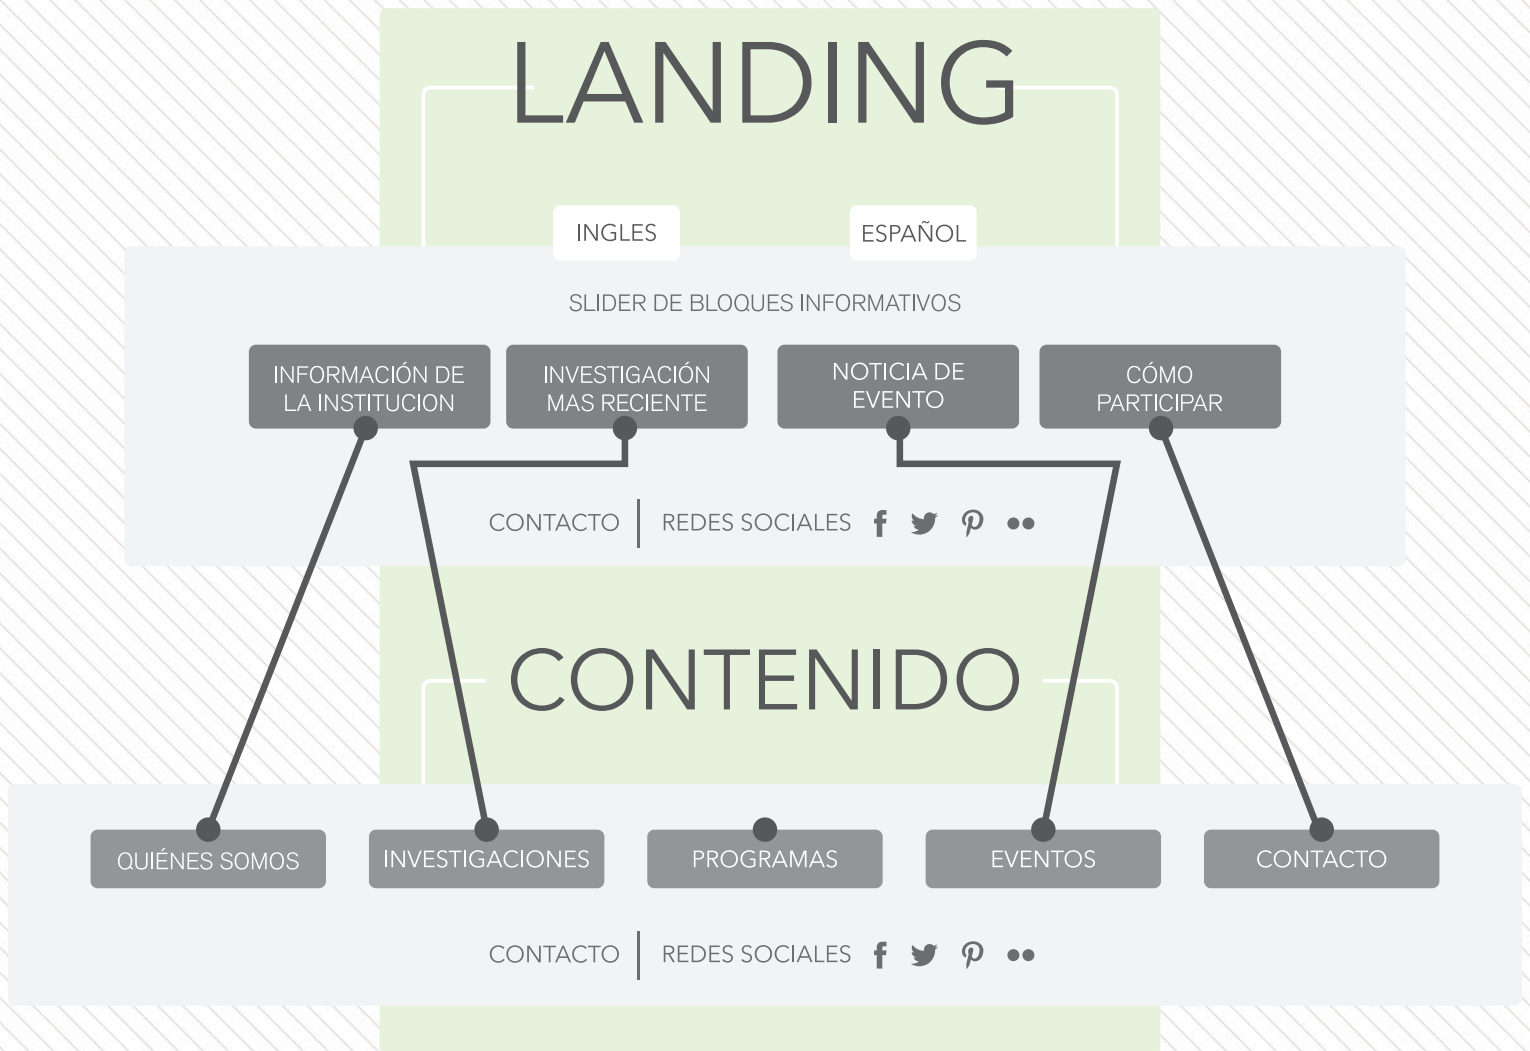 LANDING
INGLES
ESPAÑOL
SLIDER DE BLOQUES INFORMATIVOS
INFORMACIÓN DE
LA INSTITUCION
INVESTIGACIÓN
MAS RECIENTE
NOTICIA DE
EVENTO
CÓMO
PARTICIPAR
CONTACTO
REDES SOCIALES
CONTENIDO
QUIÉNES SOMOS
INVESTIGACIONES
PROGRAMAS
EVENTOS
CONTACTO
CONTACTO
REDES SOCIALES